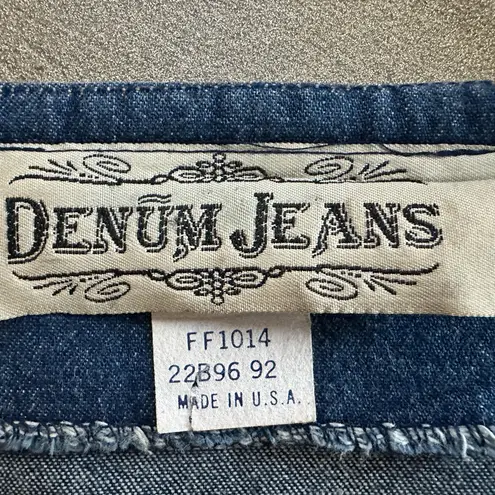 DENŪM JEANS
FF1014
22B96 92
MADE IN U.S.A.